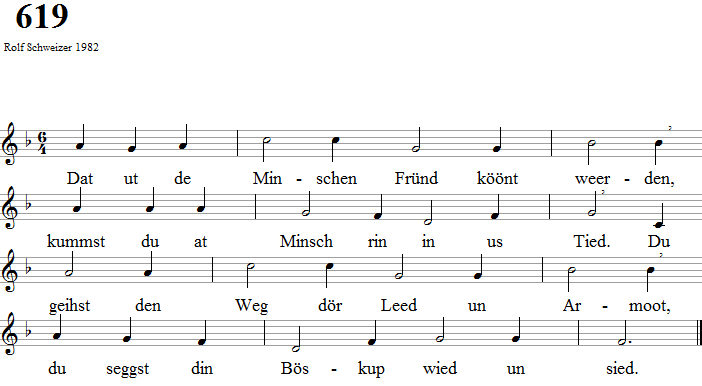 619
Rolf Schweizer 1982
6
4
Dat ut de Min - schen Fründ köönt weer - den,
kummst du at Minsch rin in us Tied. Du
geihst den Weg dör Leed un Ar - moot,
du seggst din Bös - kup wied un sied.